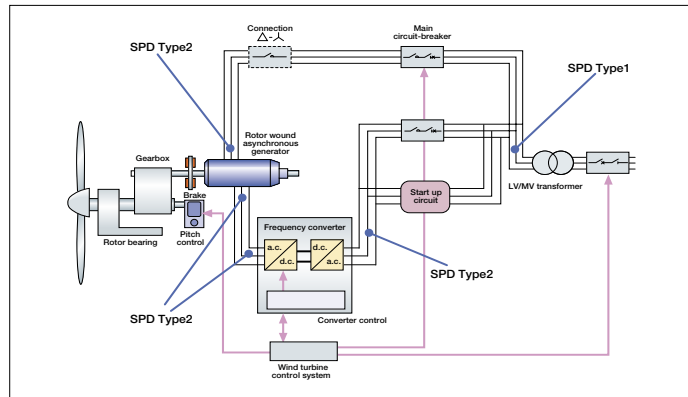 Connection
Main
circuit-breaker
SPD Type2
SPD Type1
Rotor wound
asynchronous
generator
Gearbox
LV/MV transformer
Brake
Start up
circuit
Pitch
control
Rotor bearing
Frequency converter
a.c.
d.c.
d.c.
a.c.
SPD Type2
SPD Type2
Converter control
Wind turbine
control system